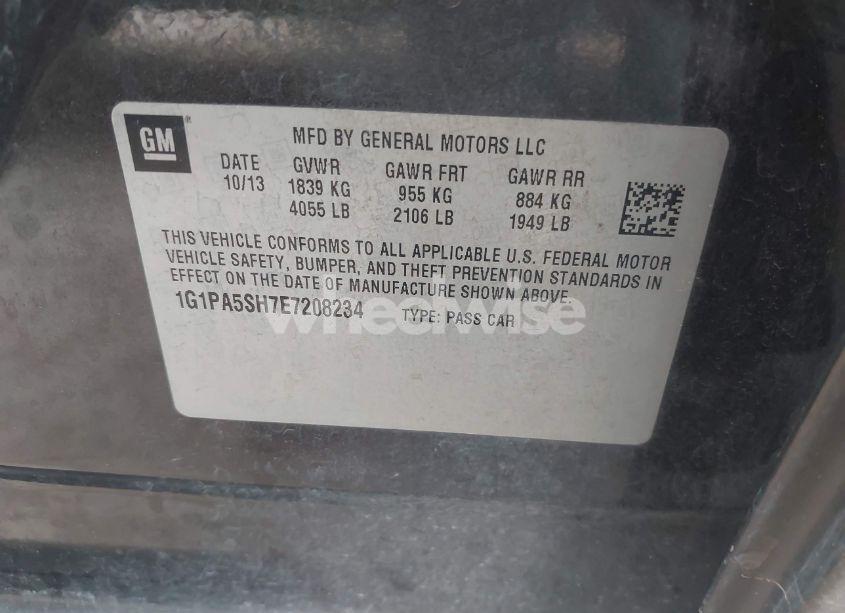 GM
MFD BY GENERAL MOTORS LLC
DATE GVWR GAWR FRT GAWR RR
10/13 1839 KG 955 KG 884 KG
4055 LB 2106 LB 1949 LB
THIS VEHICLE CONFORMS TO ALL APPLICABLE U.S. FEDERAL MOTOR
VEHICLE SAFETY, BUMPER, AND THEFT PREVENTION STANDARDS IN
EFFECT ON THE DATE OF MANUFACTURE SHOWN ABOVE.
1G1PA5SH7E7208234 TYPE: PASS CAR
wheelwise